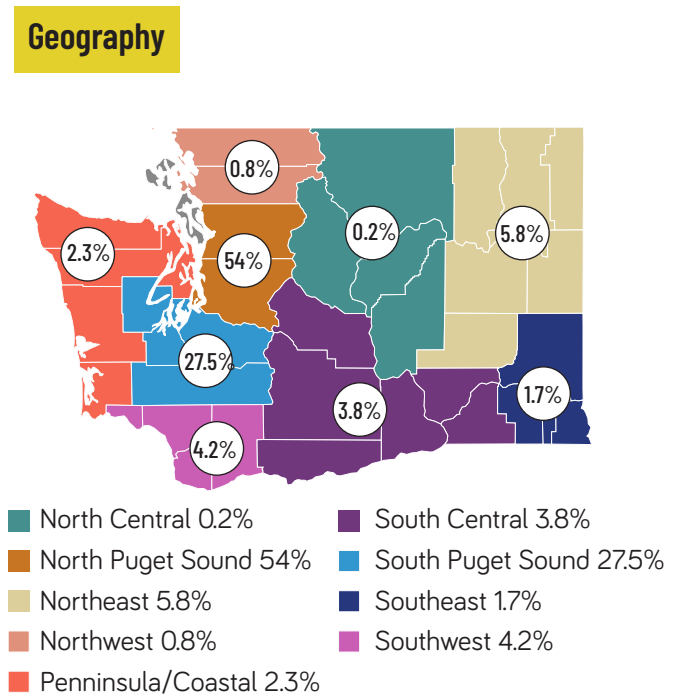 Geography
0.8%
0.2%
5.8%
2.3%
54%
27.5%
1.7%
3.8%
4.2%
North Central 0.2%
North Puget Sound 54%
Northeast 5.8%
Northwest 0.8%
Penninsula/Coastal 2.3%
South Central 3.8%
South Puget Sound 27.5%
Southeast 1.7%
Southwest 4.2%